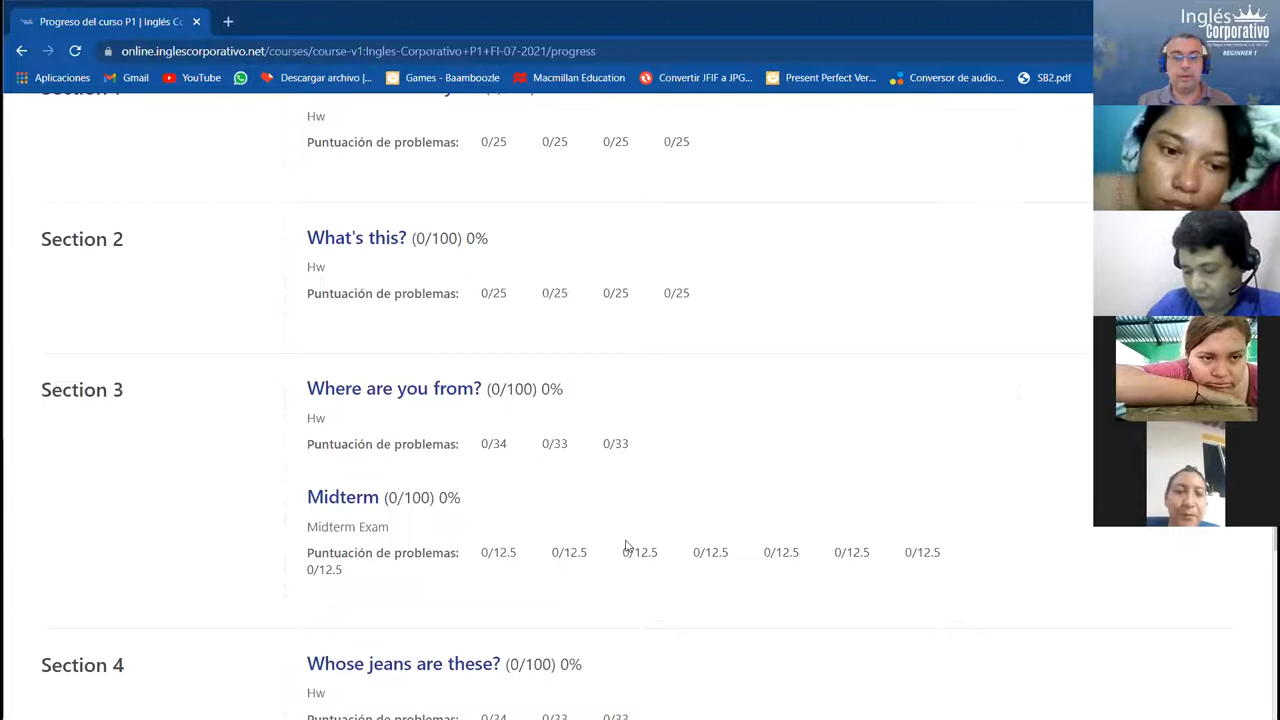 Progreso del curso P1 | Inglés Cc
online.inglescorporativo.net/courses/course-v1:Ingles-Corporativo+P1+FI-07-2021/progress
Aplicaciones Gmail YouTube Descargar archivo |... Games - Baamboozle Macmillan Education Convertir JFIF a JPG... Present Perfect Ver... Conversor de audio... SB2.pdf
Inglés
Corporativo
BEGINNER 1
Hw
Puntuación de problemas: 0/25 0/25 0/25 0/25
Section 2
What's this? (0/100) 0%
Hw
Puntuación de problemas: 0/25 0/25 0/25 0/25
Section 3
Where are you from? (0/100) 0%
Hw
Puntuación de problemas: 0/34 0/33 0/33
Midterm (0/100) 0%
Midterm Exam
Puntuación de problemas: 0/12.5 0/12.5 0/12.5 0/12.5 0/12.5 0/12.5 0/12.5
0/12.5
Section 4
Whose jeans are these? (0/100) 0%
Hw
0/34 0/33 0/33